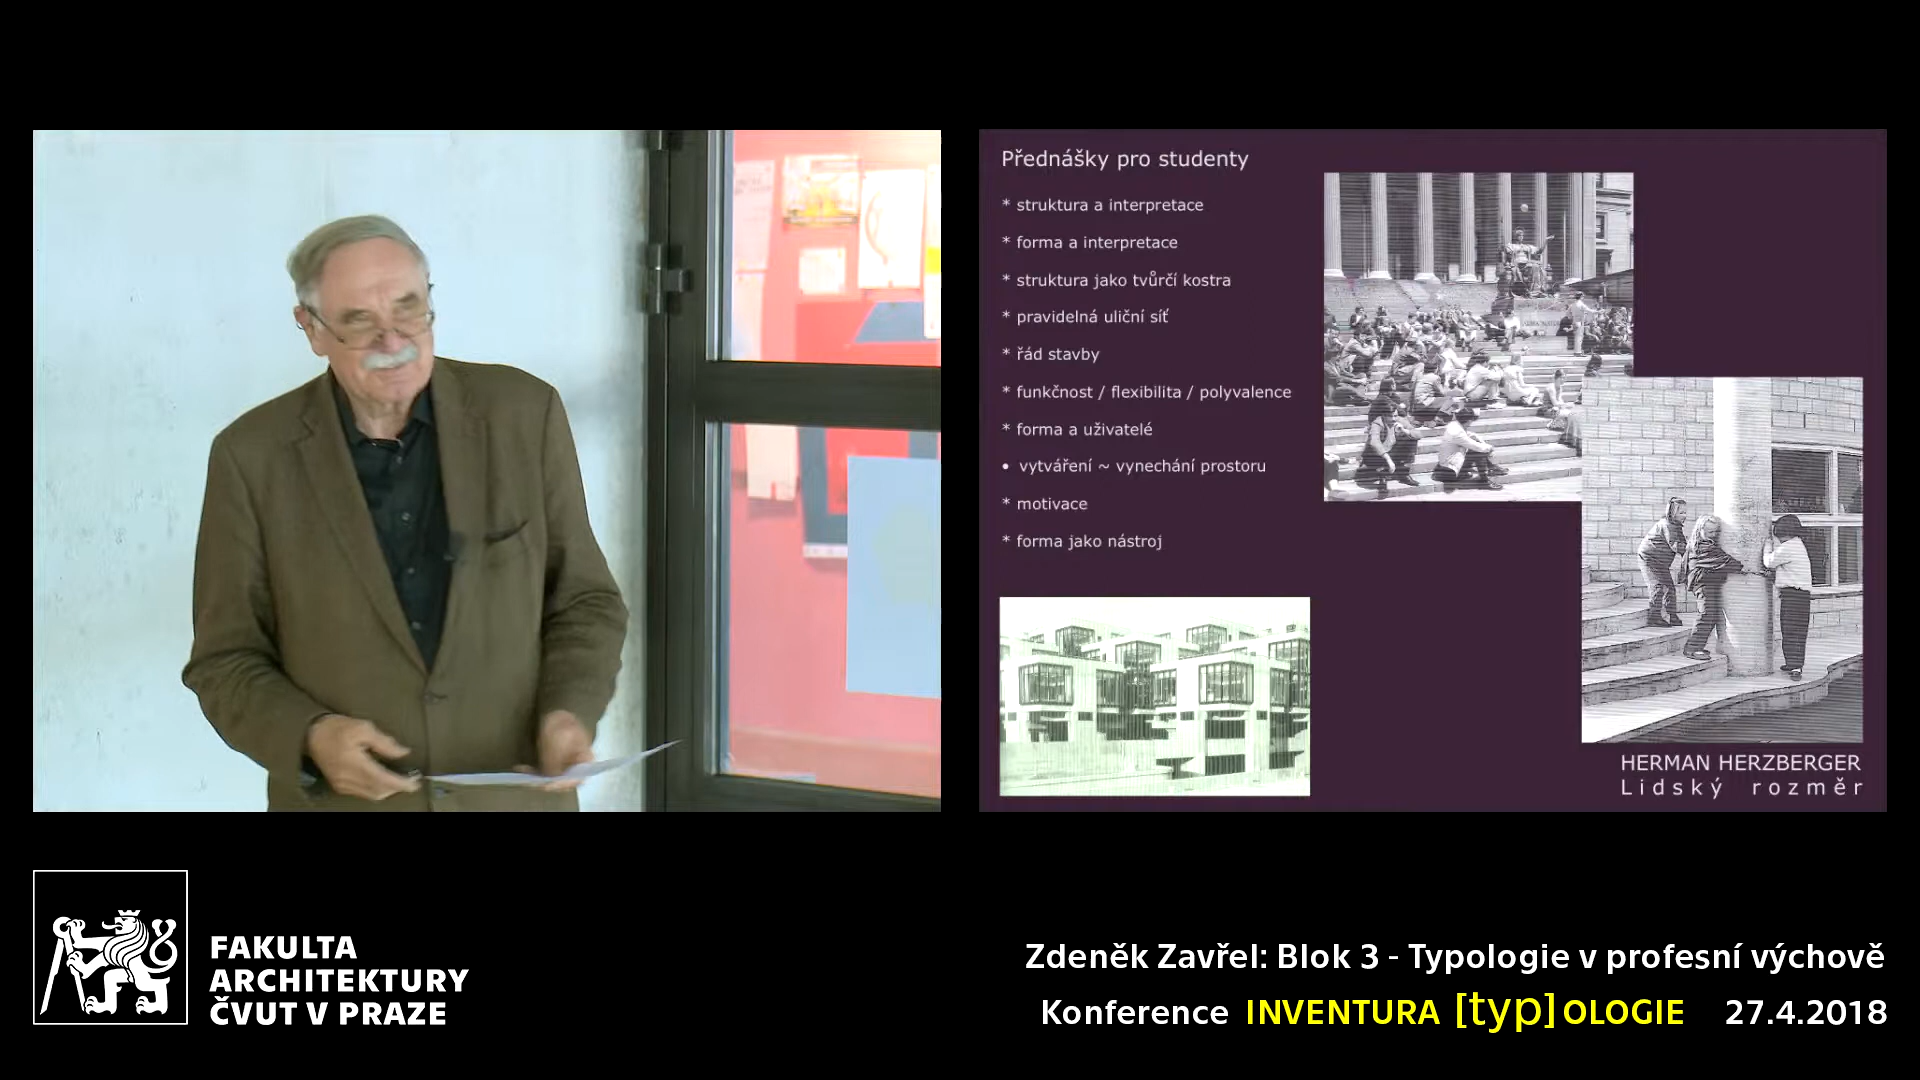 Přednášky pro studenty
* struktura a interpretace
* forma a interpretace
* struktura jako tvůrčí kostra
* pravidelná uliční síť
* řád stavby
* funkčnost / flexibilita / polyvalence
* forma a uživatelé
• vytváření ~ vynechání prostoru
* motivace
* forma jako nástroj
HERMAN HERZBERGER
Lidský rozměr
FAKULTA
ARCHITEKTURY
ČVUT V PRAZE
Zdeněk Zavřel: Blok 3 - Typologie v profesní výchově
Konference INVENTURA [typ]OLOGIE 27.4.2018